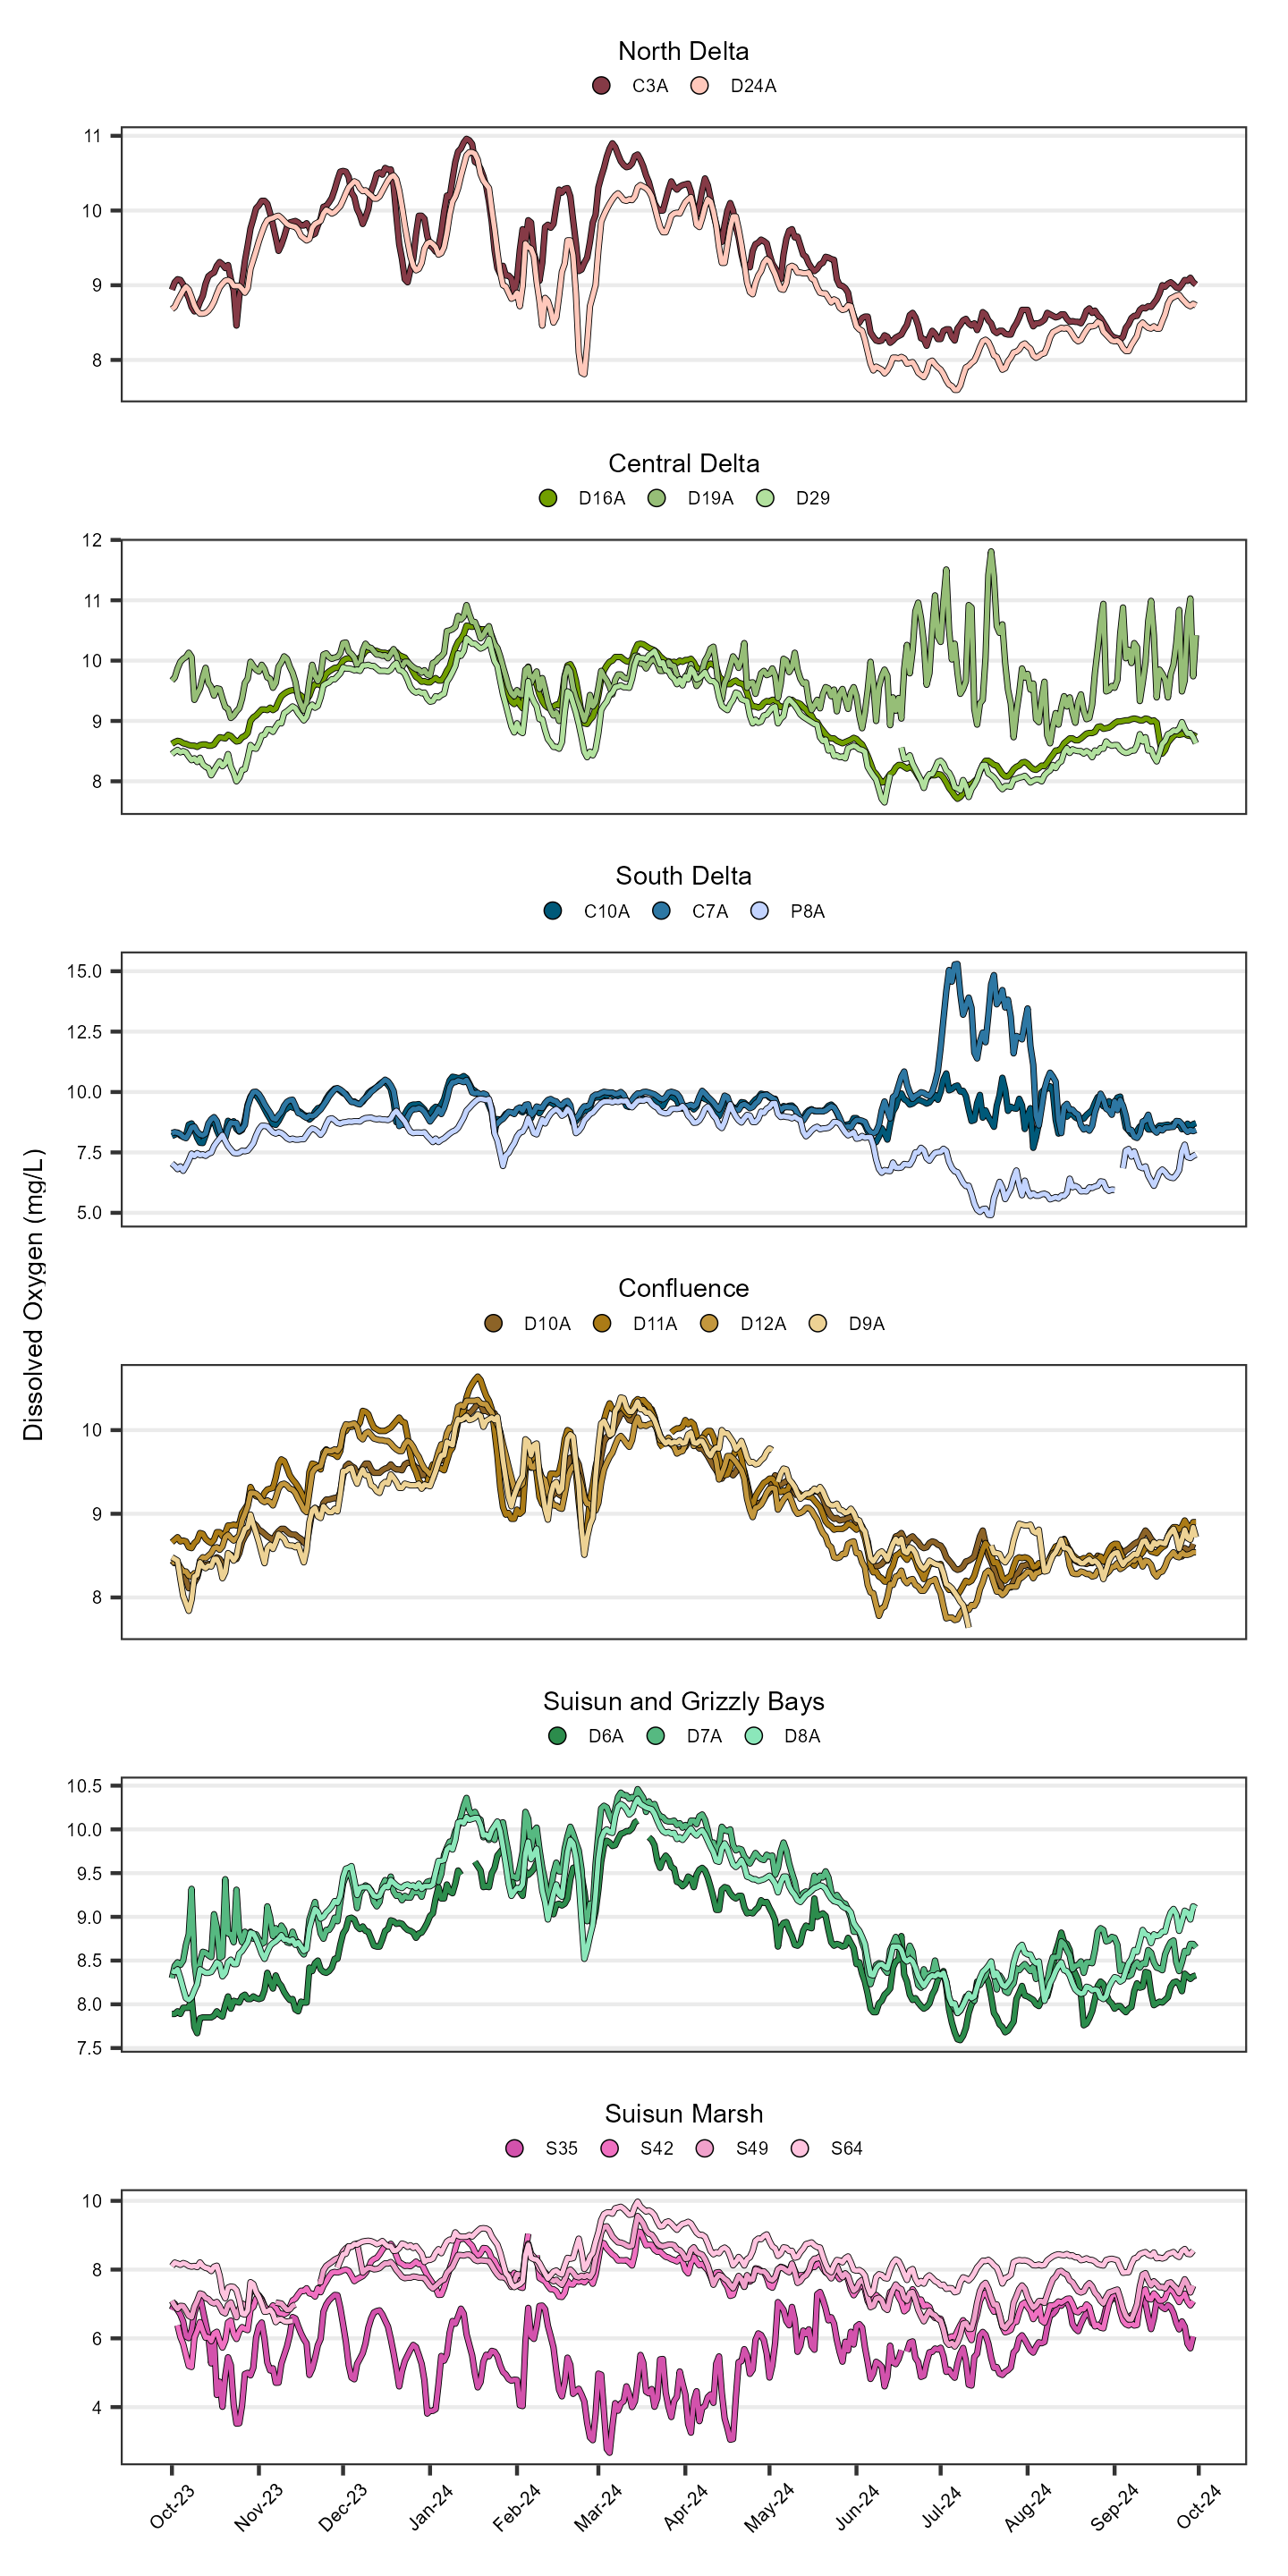 North Delta
C3A D24A
11
10
9
8
Central Delta
D16A D19A D29
12
11
10
9
8
South Delta
C10A C7A P8A
15.0
12.5
10.0
7.5
5.0
Dissolved Oxygen (mg/L)
Confluence
D10A D11A D12A D9A
10
9
8
Suisun and Grizzly Bays
D6A D7A D8A
10.5
10.0
9.5
9.0
8.5
8.0
7.5
Suisun Marsh
S35 S42 S49 S64
10
8
6
4
Oct-23 Nov-23 Dec-23 Jan-24 Feb-24 Mar-24 Apr-24 May-24 Jun-24 Jul-24 Aug-24 Sep-24 Oct-24